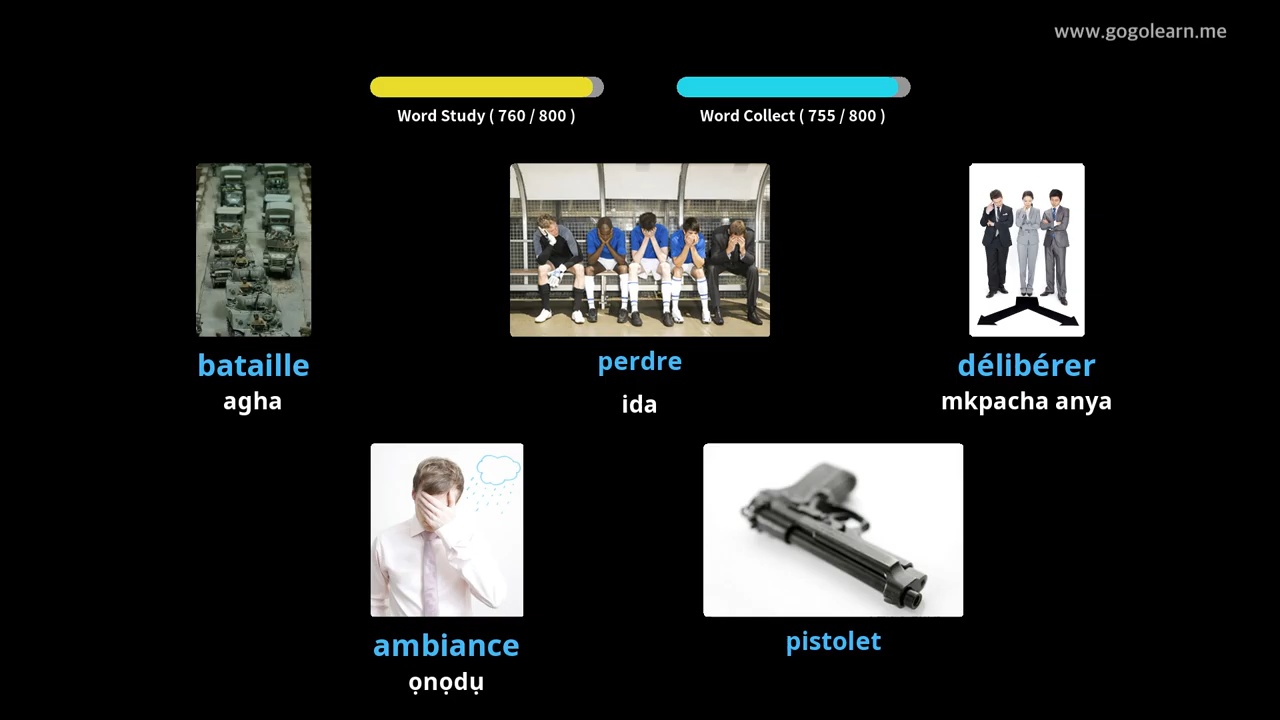 www.gogolearn.me
Word Study ( 760 / 800 )
Word Collect ( 755 / 800 )
bataille
agha
perdre
ida
délibérer
mkpacha anya
ambiance
ọnọdụ
pistolet